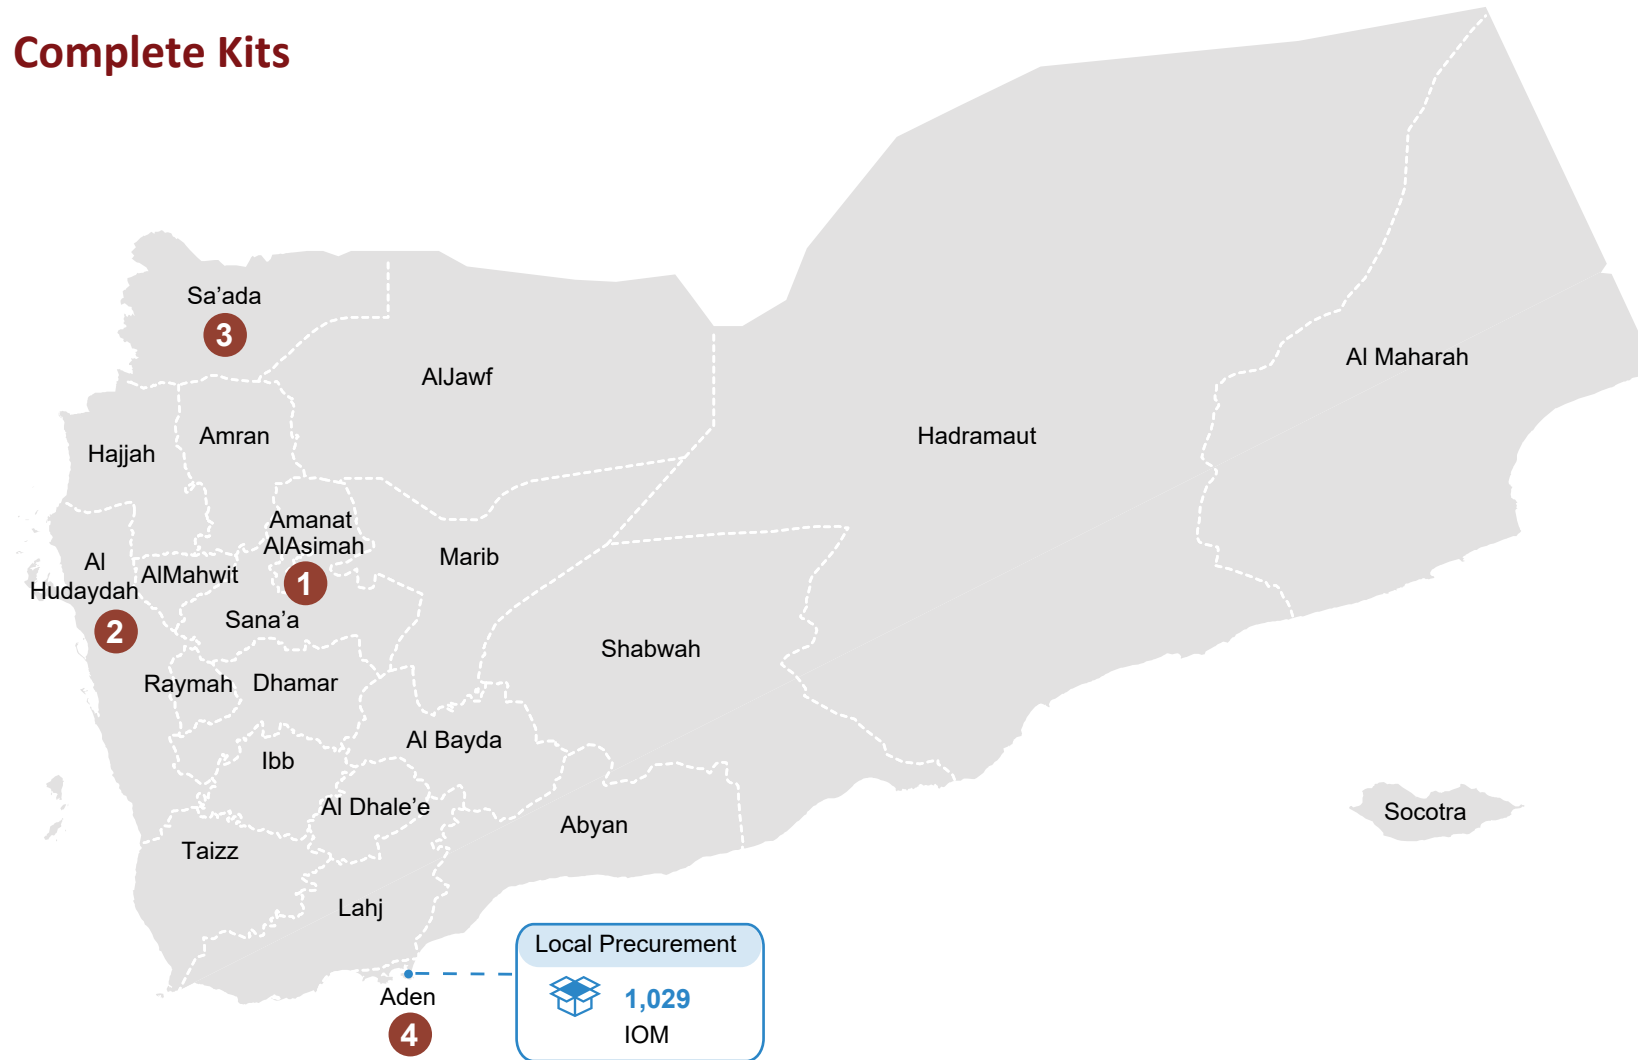 Complete Kits
Sa’ada
3
AlJawf
Al Maharah
Hadramaut
Amran
Hajjah
Amanat
AlAsimah
1
Marib
Al
Hudaydah
2
AlMahwit
Sana’a
Shabwah
Raymah
Dhamar
Al Bayda
Ibb
Al Dhale’e
Abyan
Socotra
Taizz
Lahj
Local Precurement
1,029
IOM
Aden
4